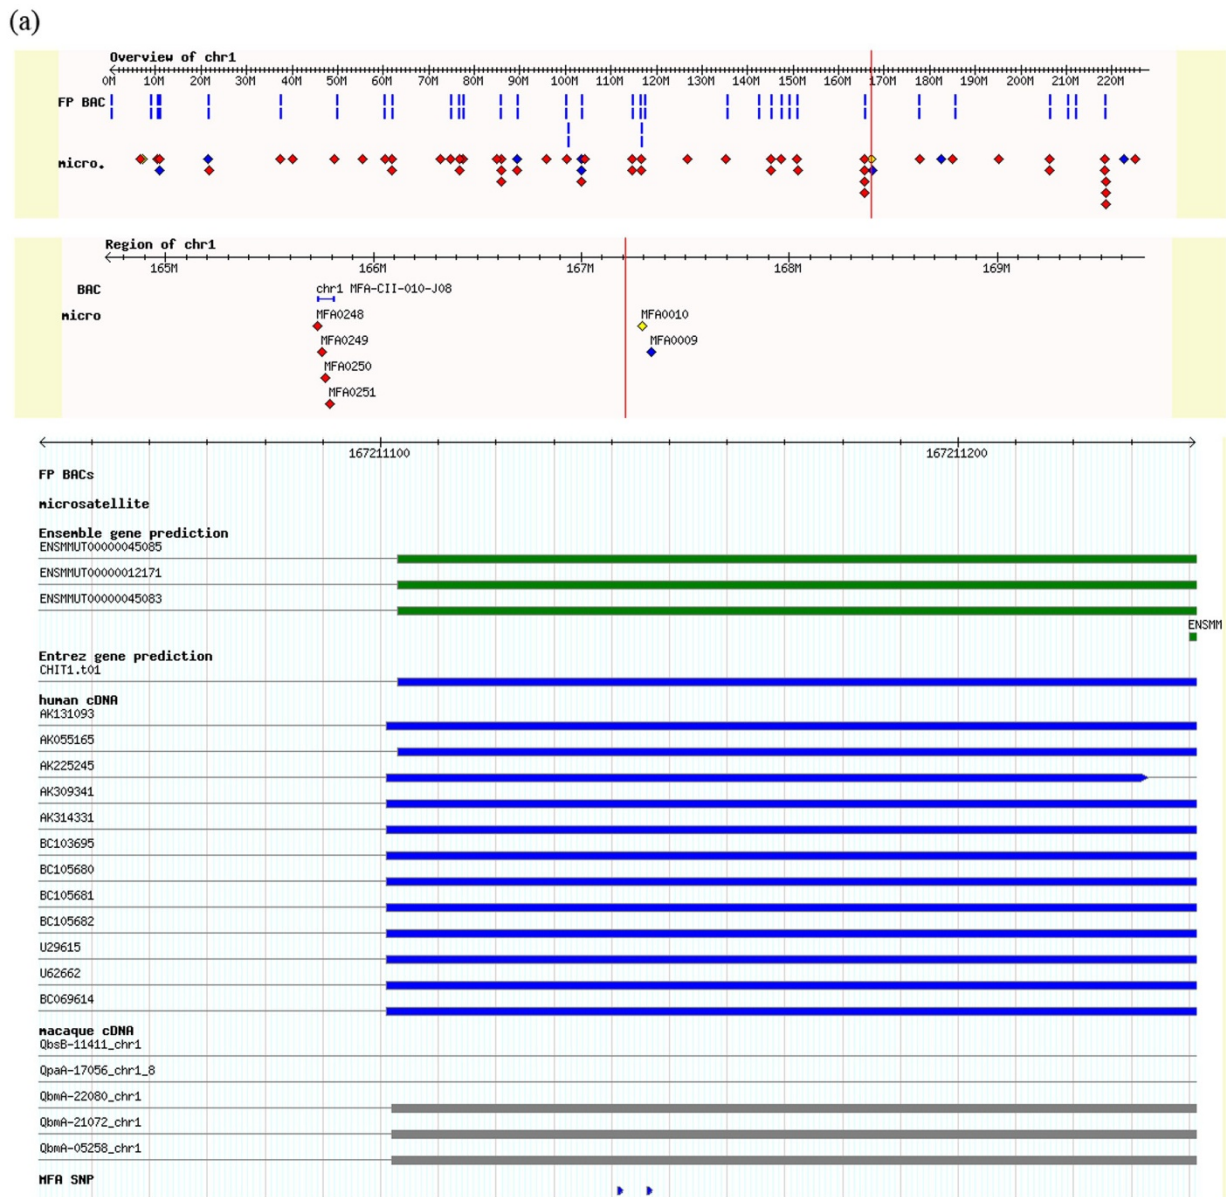 (a)
Overview of chr1
0M 10M 20M 30M 40M 50M 60M 70M 80M 90M 100M 110M 120M 130M 140M 150M 160M 170M 180M 190M 200M 210M 220M
FP BAC
micro.
Region of chr1
165M 166M 167M 168M 169M
BAC chr1 MFA-CII-010-J08
micro MFA0248 MFA0010
MFA0249 MFA0009
MFA0250
MFA0251
167211100 167211200
FP BACs
microsatellite
Ensemble gene prediction
ENSMMUT00000045085
ENSMMUT00000012171
ENSMMUT00000045083
ENSMM
Entrez gene prediction
CHIT1.t01
human cDNA
AK131093
AK055165
AK225245
AK309341
AK314331
BC103695
BC105680
BC105681
BC105682
U29615
U62662
BC069614
macaque cDNA
QbsB-11411_chr1
QpaA-17056_chr1_8
QbmA-22080_chr1
QbmA-21072_chr1
QbmA-05258_chr1
MFA SNP